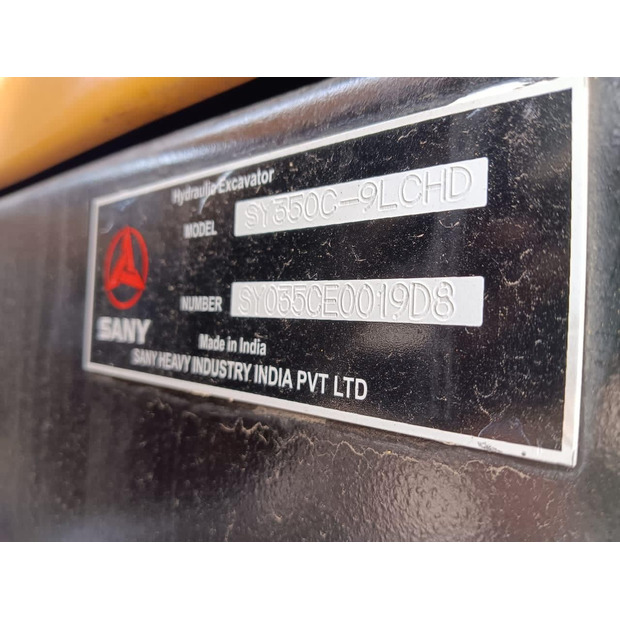 Hydraulic Excavator
MODEL SY350C-9LCHD
NUMBER SY035CE0019D8
SANY
Made in India
SANY HEAVY INDUSTRY INDIA PVT LTD